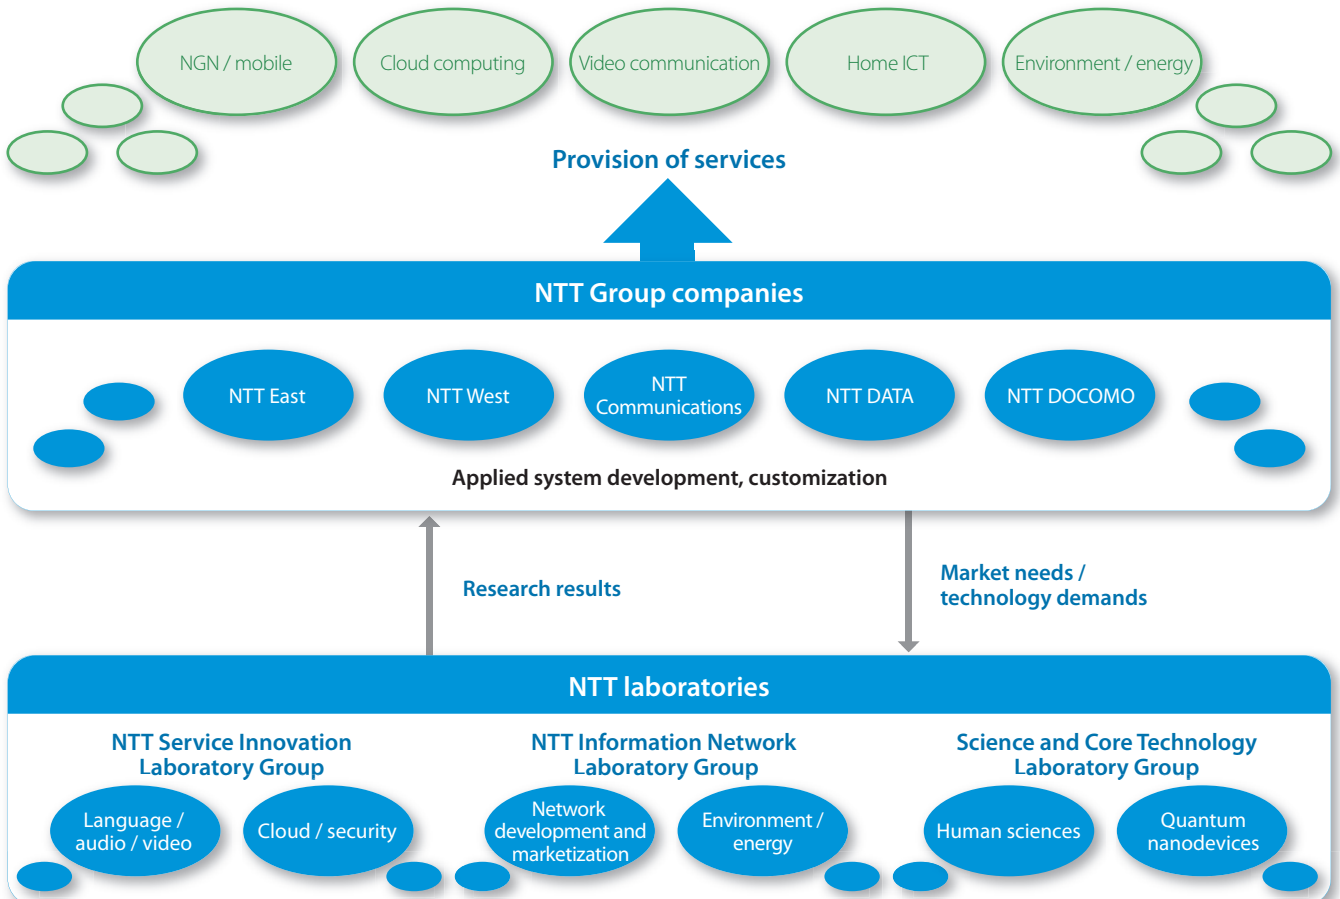 NGN / mobile
Cloud computing
Video communication
Home ICT
Environment / energy
Provision of services
NTT Group companies
NTT East
NTT West
NTT
Communications
NTT DATA
NTT DOCOMO
Applied system development, customization
Research results
Market needs /
technology demands
NTT laboratories
NTT Service Innovation
Laboratory Group
Language /
audio / video
Cloud / security
NTT Information Network
Laboratory Group
Network
development and
marketization
Environment /
energy
Science and Core Technology
Laboratory Group
Human sciences
Quantum
nanodevices